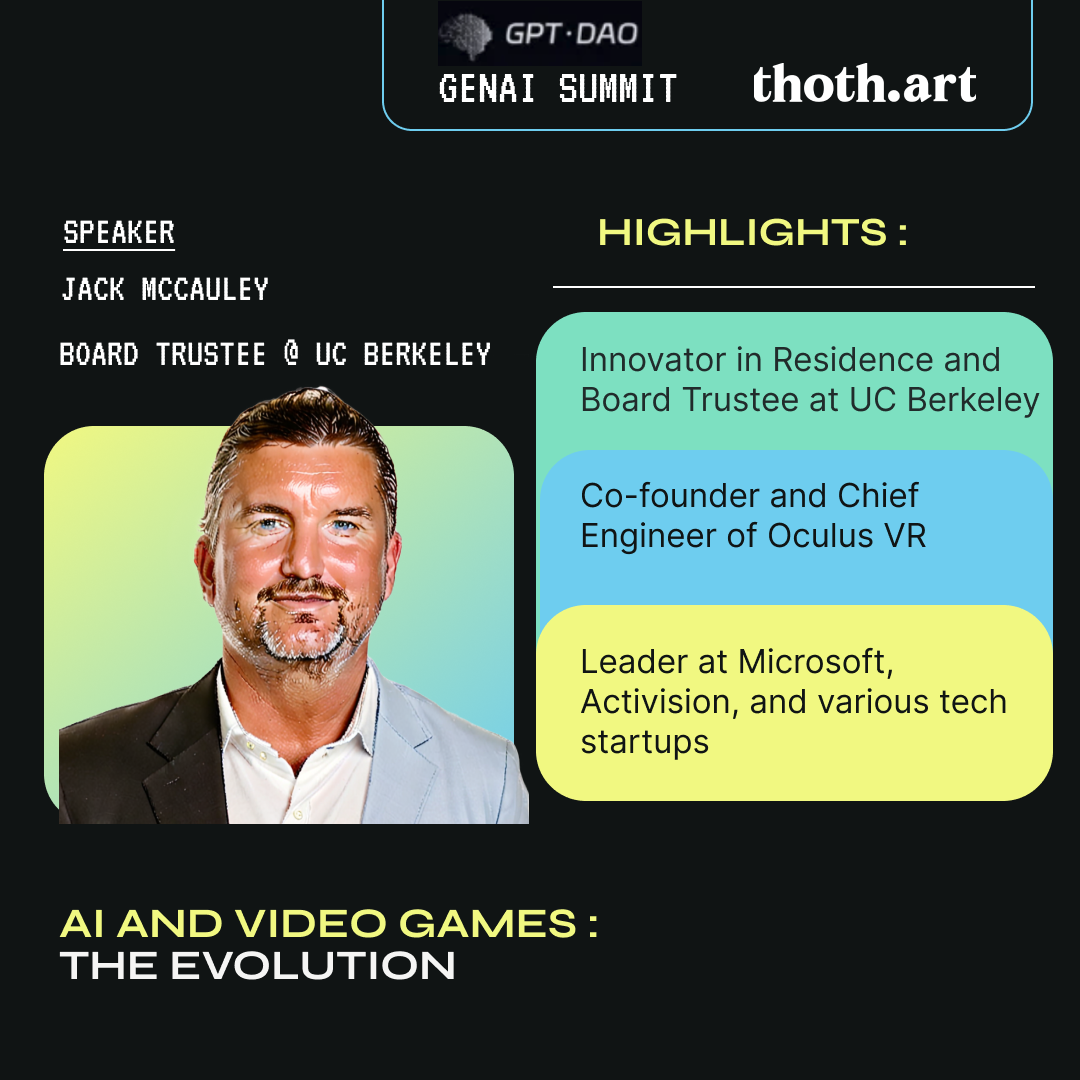 GPT·DAO
GENAI SUMMIT
thoth.art
SPEAKER
JACK MCCAULEY
BOARD TRUSTEE @ UC BERKELEY
HIGHLIGHTS :
Innovator in Residence and
Board Trustee at UC Berkeley
Co-founder and Chief
Engineer of Oculus VR
Leader at Microsoft,
Activision, and various tech
startups
AI AND VIDEO GAMES :
THE EVOLUTION